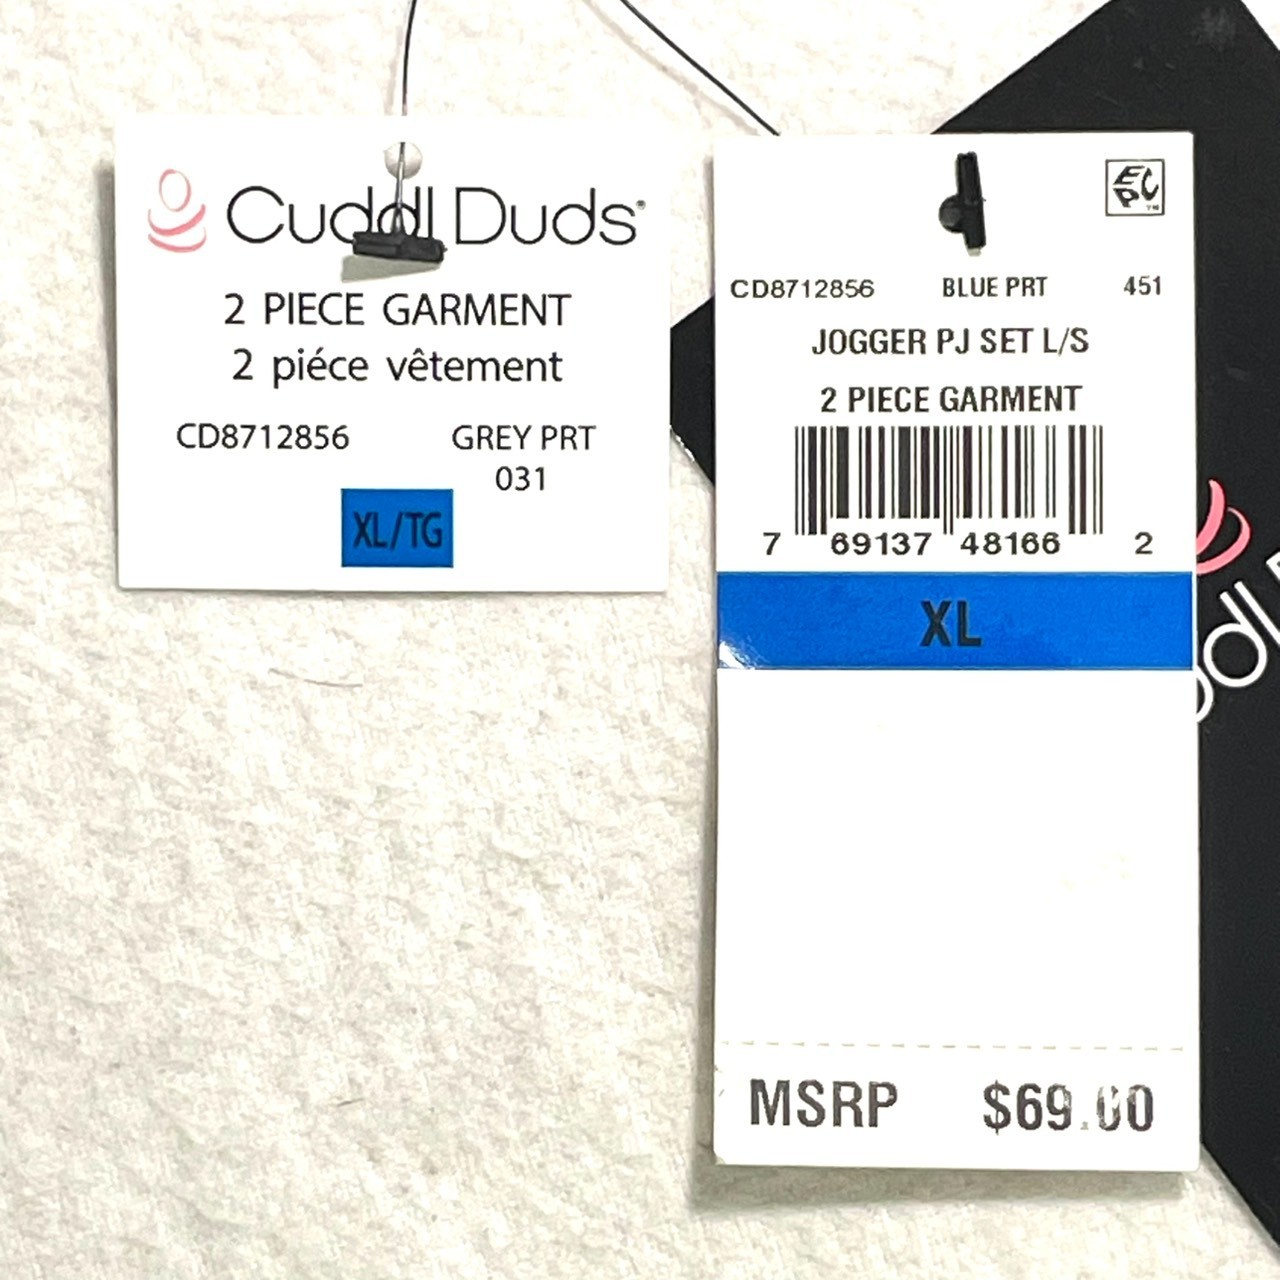 Cuddl Duds®
2 PIECE GARMENT
2 piéce vêtement
CD8712856 GREY PRT
031
XL/TG
EPC™
CD8712856 BLUE PRT 451
JOGGER PJ SET L/S
2 PIECE GARMENT
7 69137 48166 2
XL
MSRP $69.00